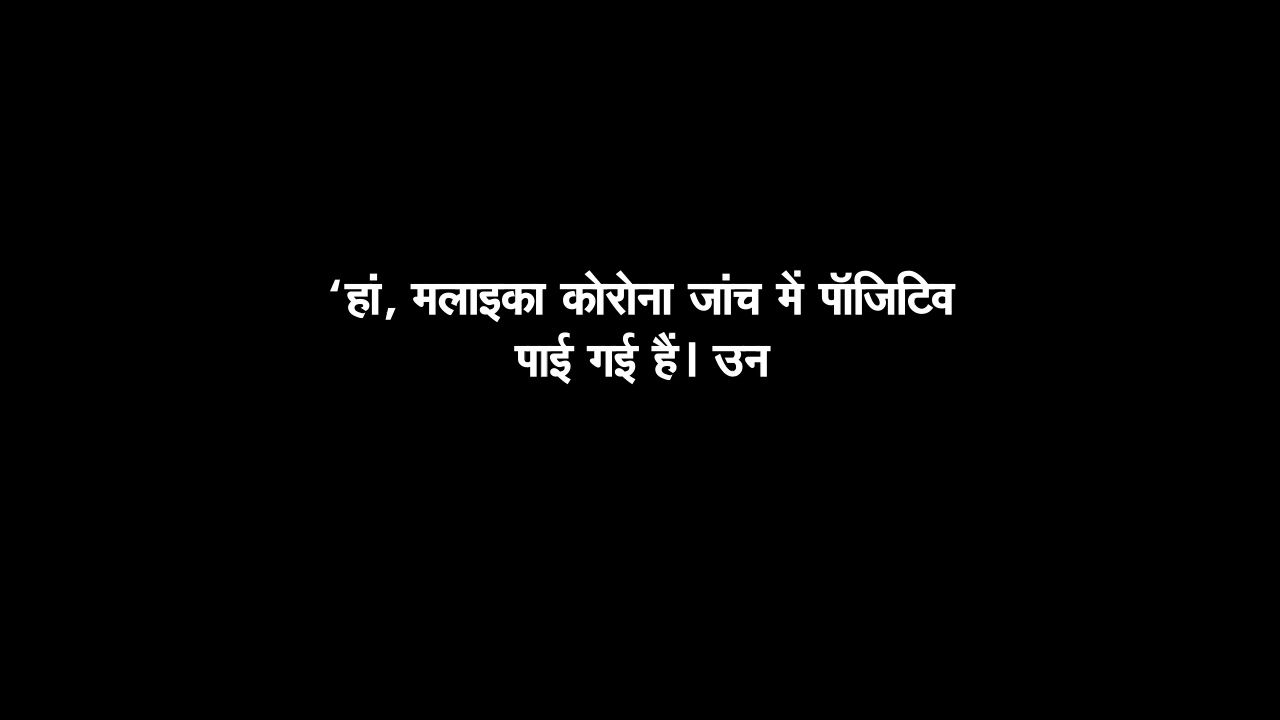 ‘हां, मलाइका कोरोना जांच में पॉजिटिव
पाई गई हैं। उन